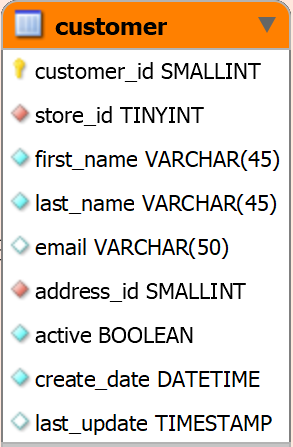 customer
customer_id SMALLINT
store_id TINYINT
first_name VARCHAR(45)
last_name VARCHAR(45)
email VARCHAR(50)
address_id SMALLINT
active BOOLEAN
create_date DATETIME
last_update TIMESTAMP